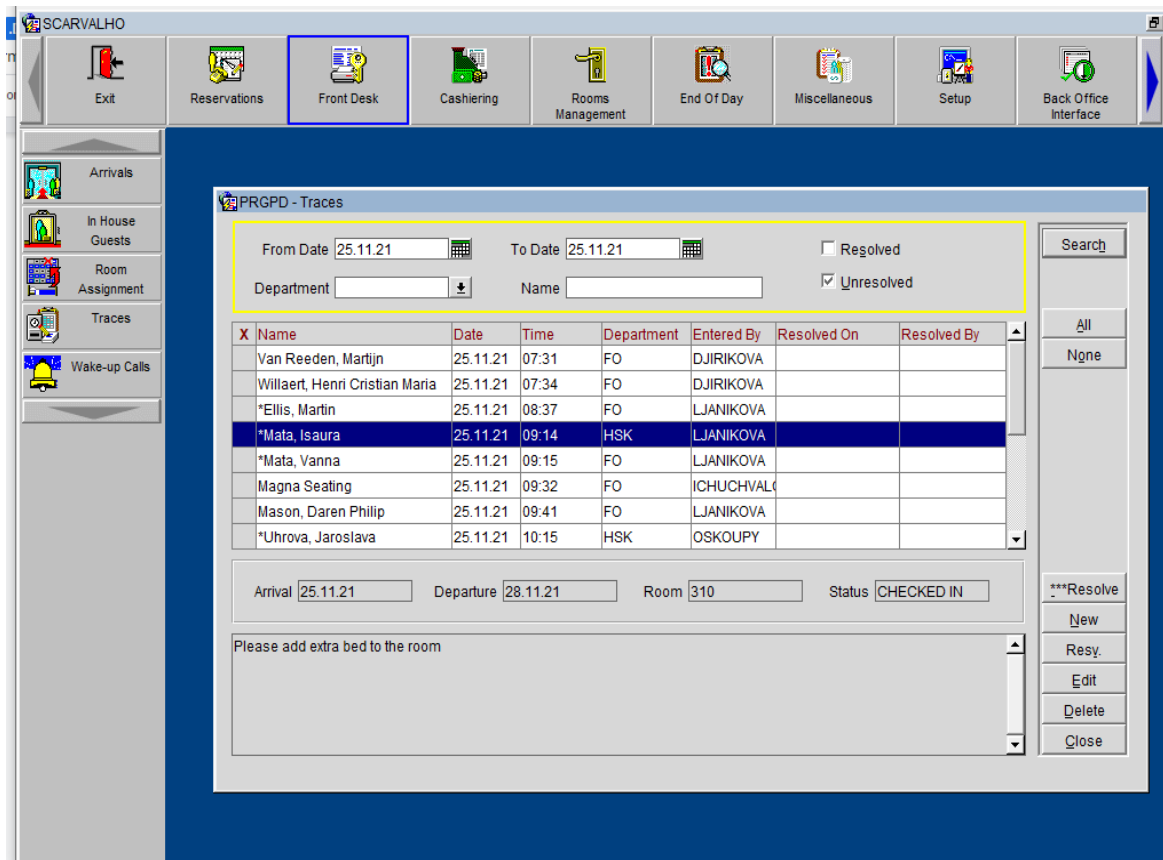 SCARVALHO
Exit
Reservations
Front Desk
Cashiering
Rooms
Management
End Of Day
Miscellaneous
Setup
Back Office
Interface
Arrivals
In House
Guests
Room
Assignment
Traces
Wake-up Calls
PRGPD - Traces
From Date 25.11.21 To Date 25.11.21 Resolved
Department Name Unresolved
Search
All
None
X Name Date Time Department Entered By Resolved On Resolved By
Van Reeden, Martijn 25.11.21 07:31 FO DJIRIKOVA
Willaert, Henri Cristian Maria 25.11.21 07:34 FO DJIRIKOVA
*Ellis, Martin 25.11.21 08:37 FO LJANIKOVA
*Mata, Isaura 25.11.21 09:14 HSK LJANIKOVA
*Mata, Vanna 25.11.21 09:15 FO LJANIKOVA
Magna Seating 25.11.21 09:32 FO ICHUCHVAL
Mason, Daren Philip 25.11.21 09:41 FO LJANIKOVA
*Uhrova, Jaroslava 25.11.21 10:15 HSK OSKOUPY
Arrival 25.11.21 Departure 28.11.21 Room 310 Status CHECKED IN
Please add extra bed to the room
***Resolve
New
Resv.
Edit
Delete
Close